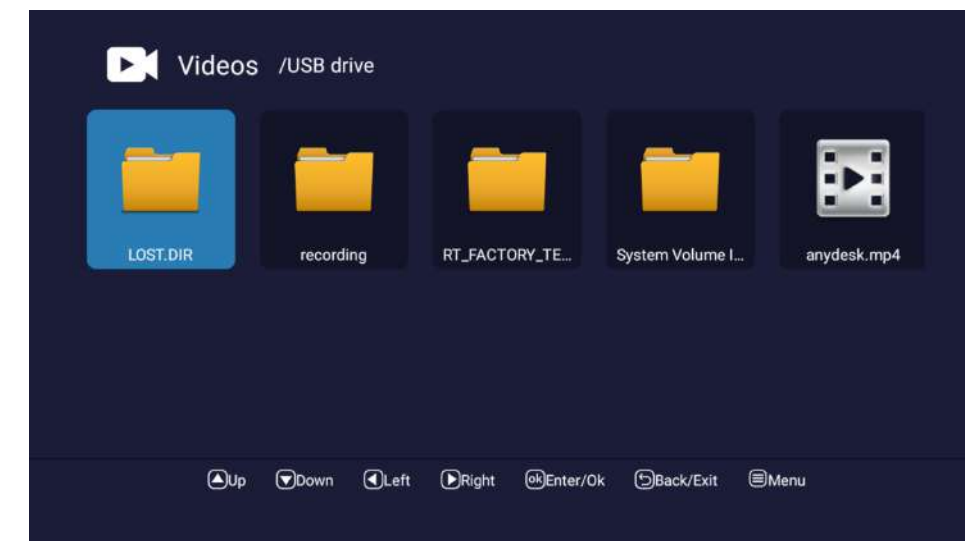 Videos /USB drive
LOST.DIR recording RT_FACTORY_TE... System Volume I... anydesk.mp4
Up Down Left Right ok Enter/Ok Back/Exit Menu